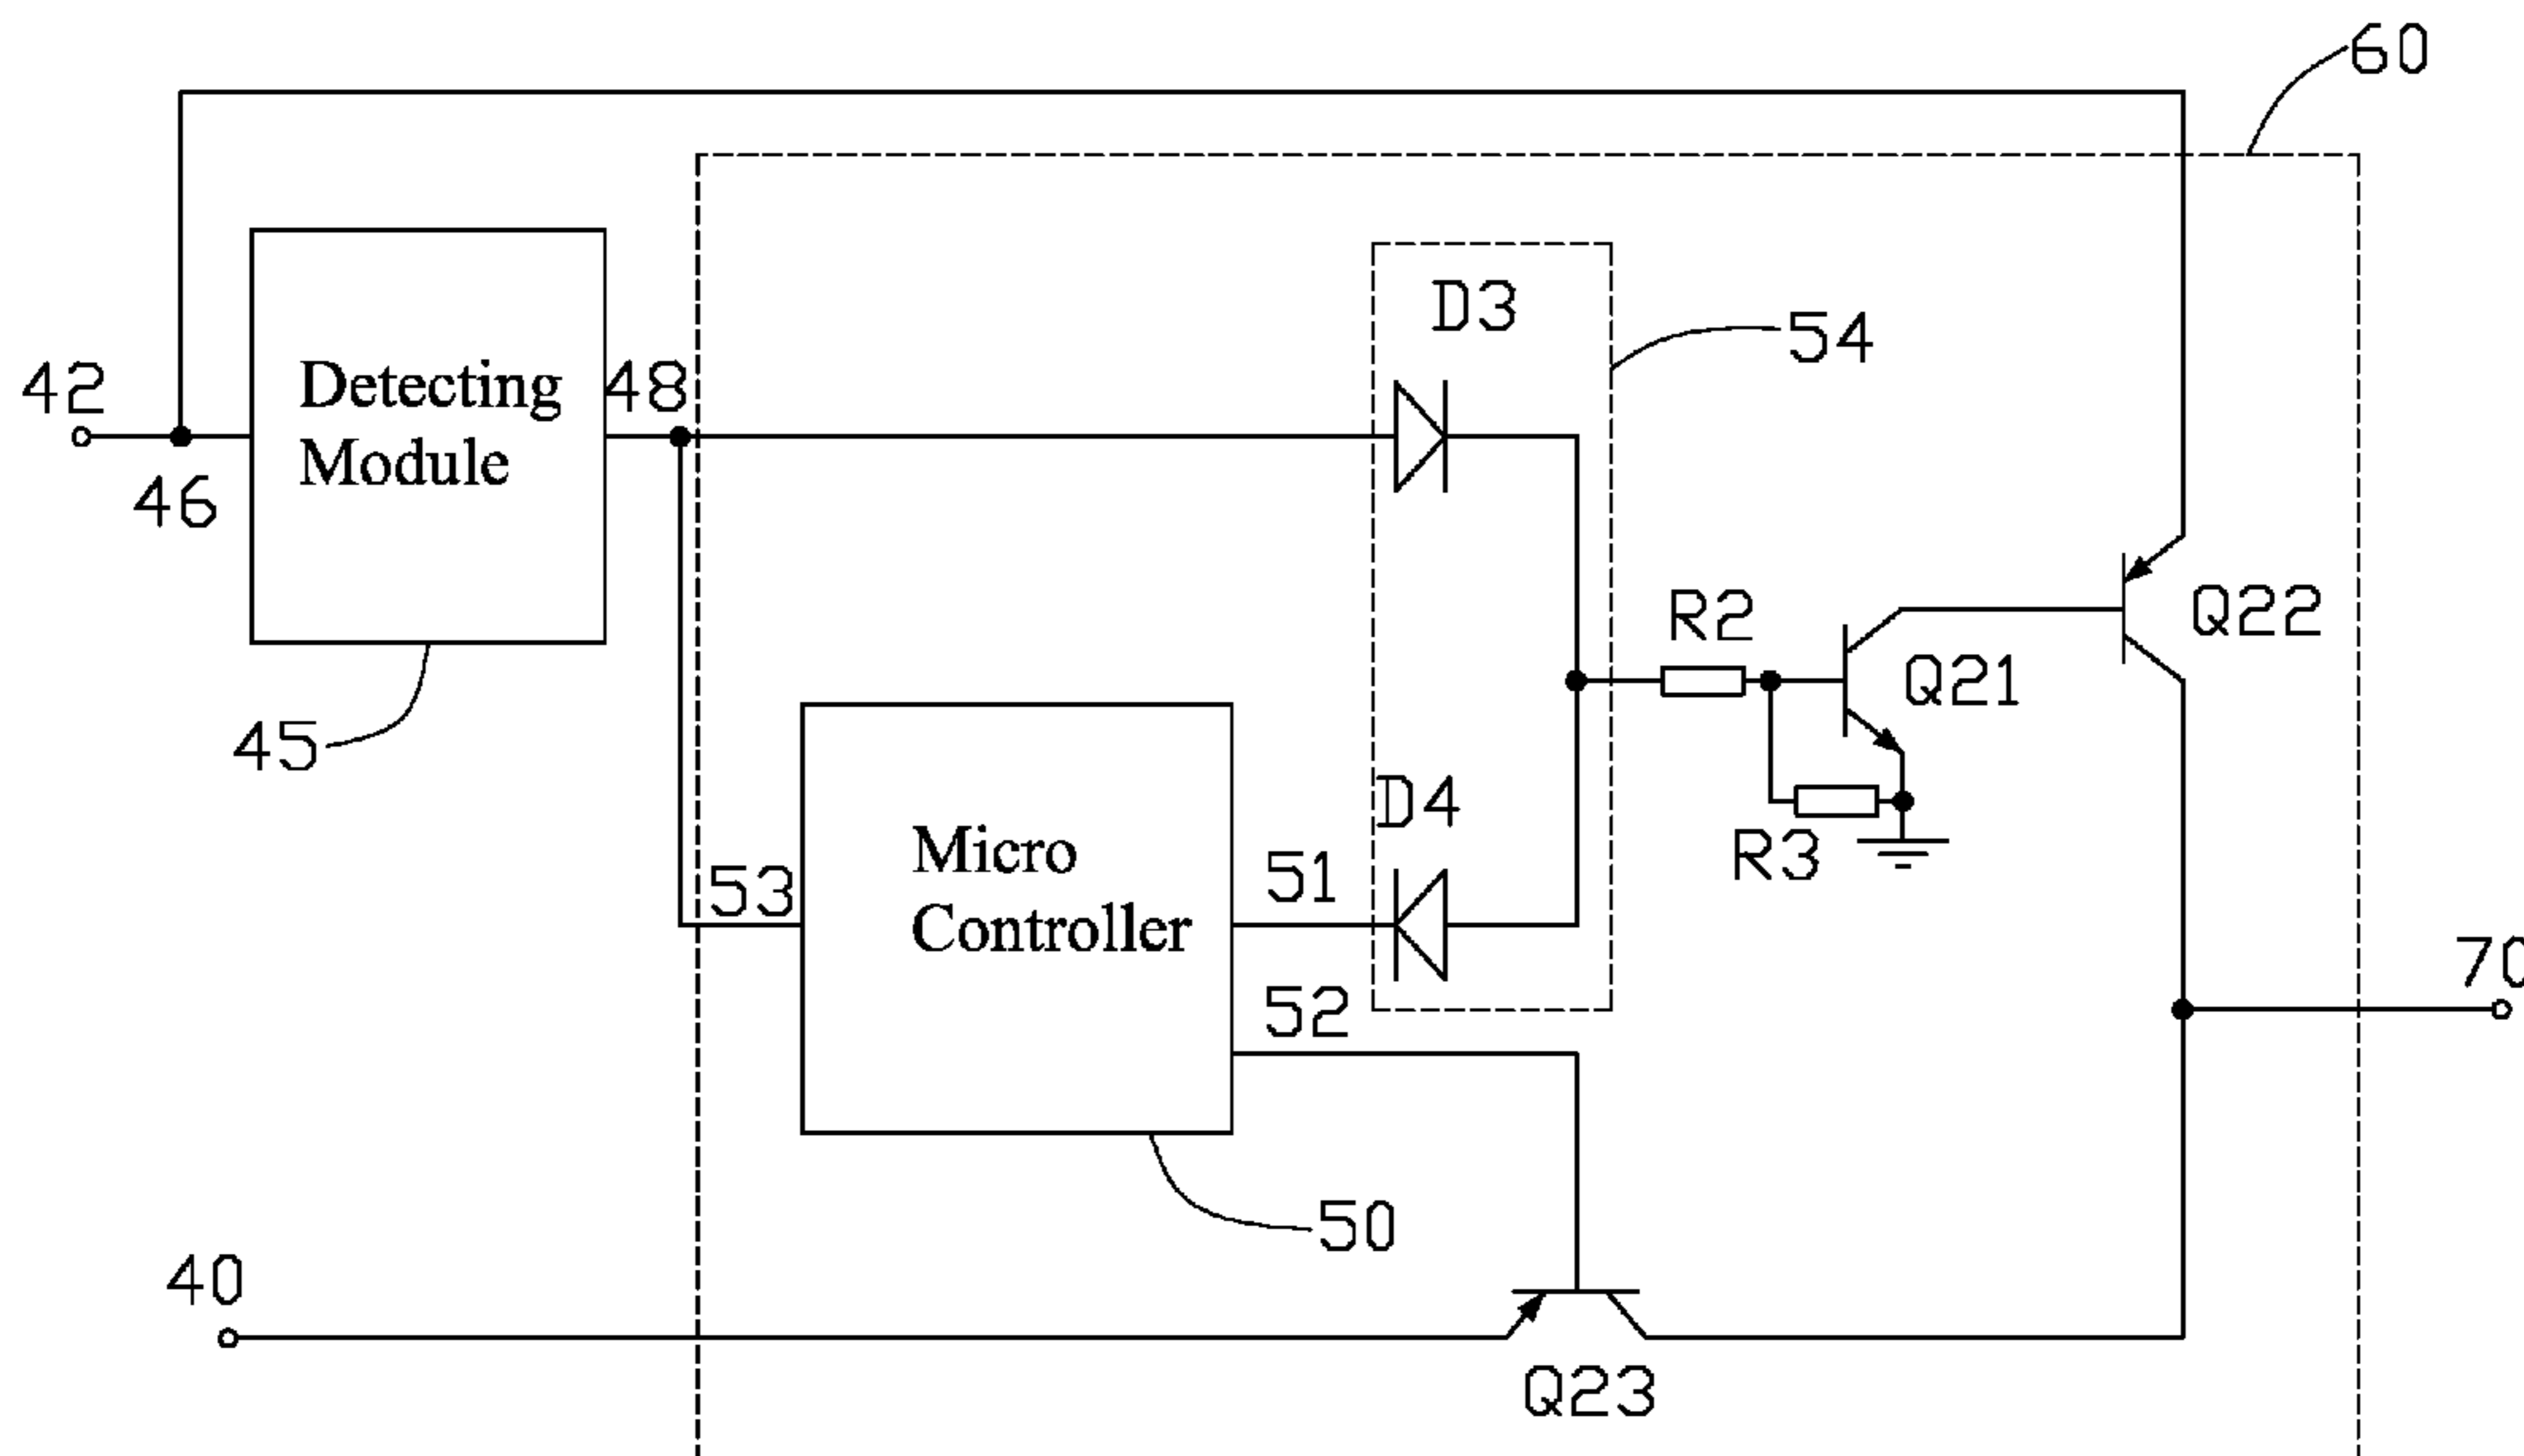 60
D3
54
42
Detecting
Module
48
46
R2
Q22
Q21
45
D4
Micro
Controller
53
51
R3
70
52
50
40
Q23